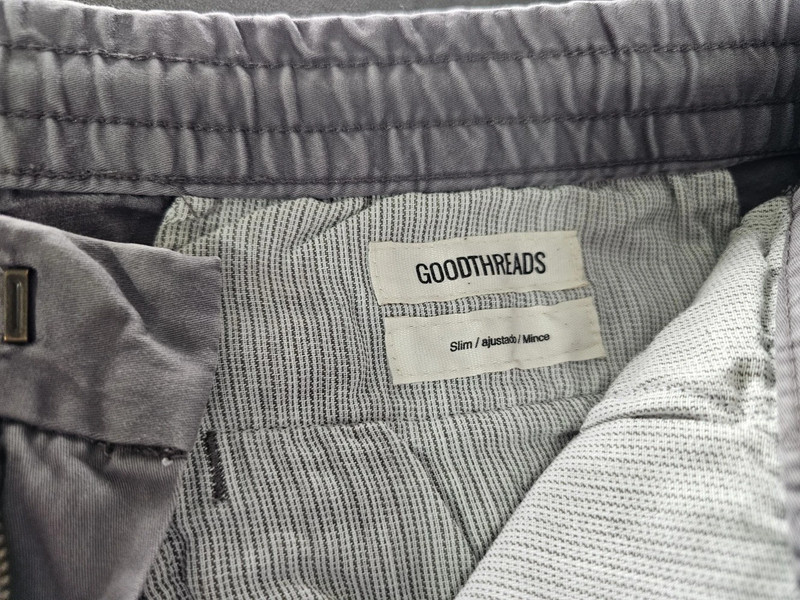 GOODTHREADS
Slim / ajustado / Mince